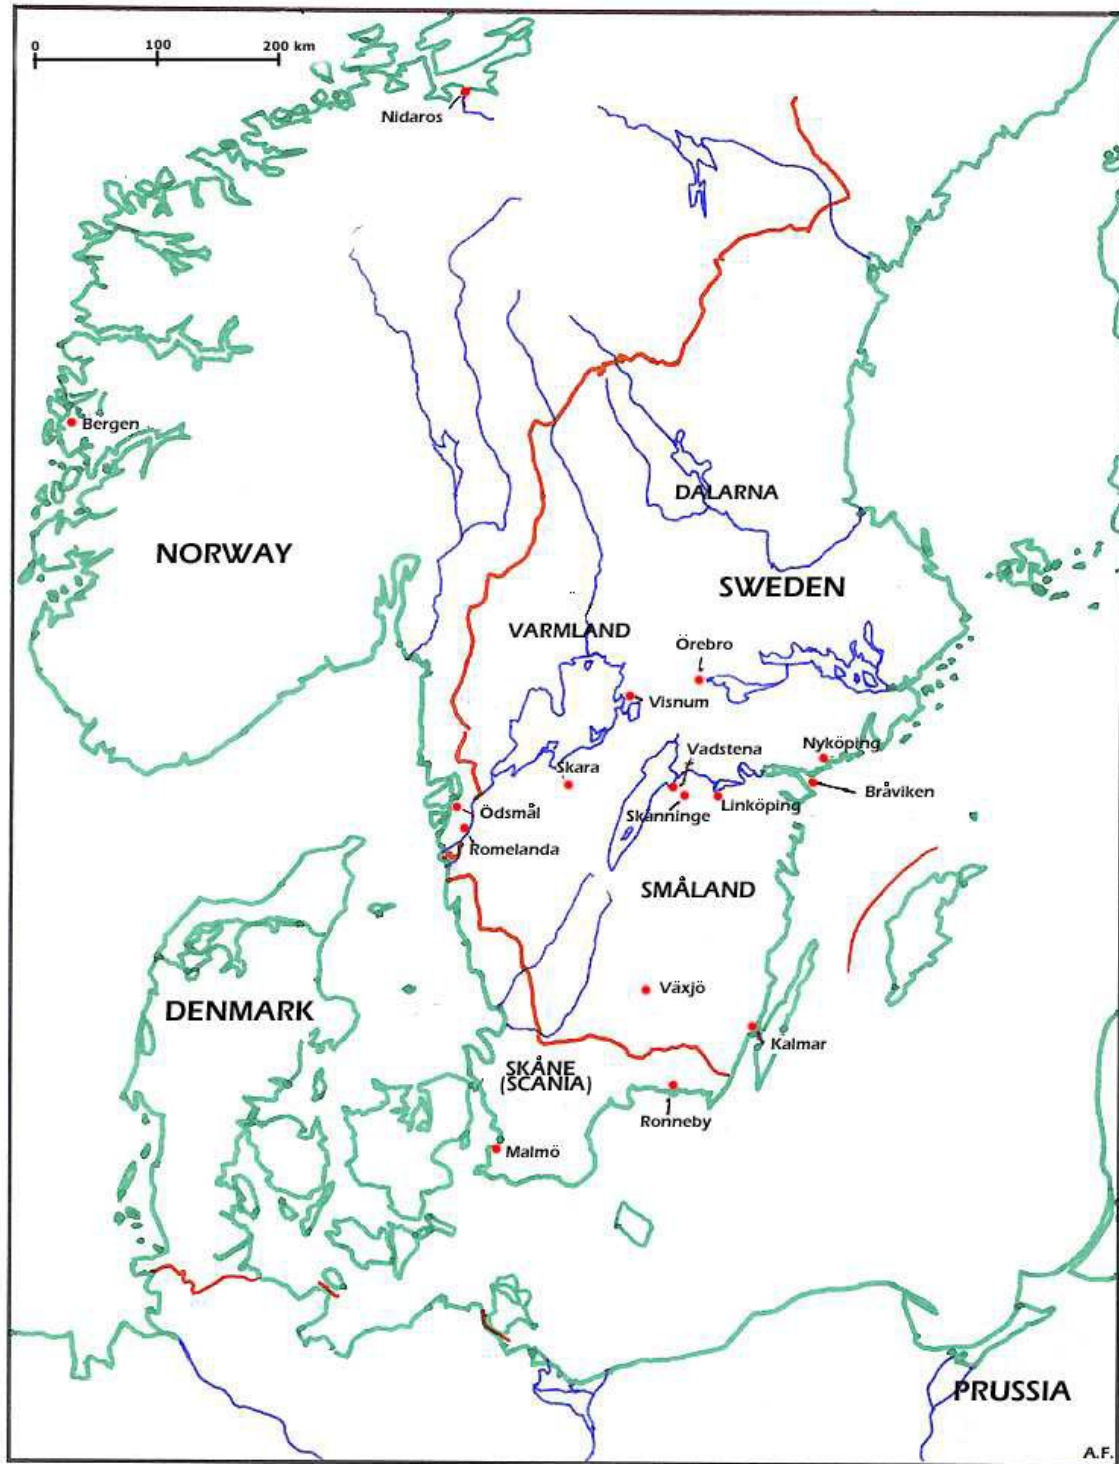 0 100 200 km
Nidaros
Bergen
DALARNA
NORWAY
SWEDEN
VARMLAND
Örebro
Visnum
Nyköping
Vadstena
Skara
Bråviken
Ödsmål
Skänninge
Linköping
Romelanda
SMÅLAND
Växjö
DENMARK
Kalmar
SKÅNE
(SCANIA)
Ronneby
Malmö
PRUSSIA
A.F.